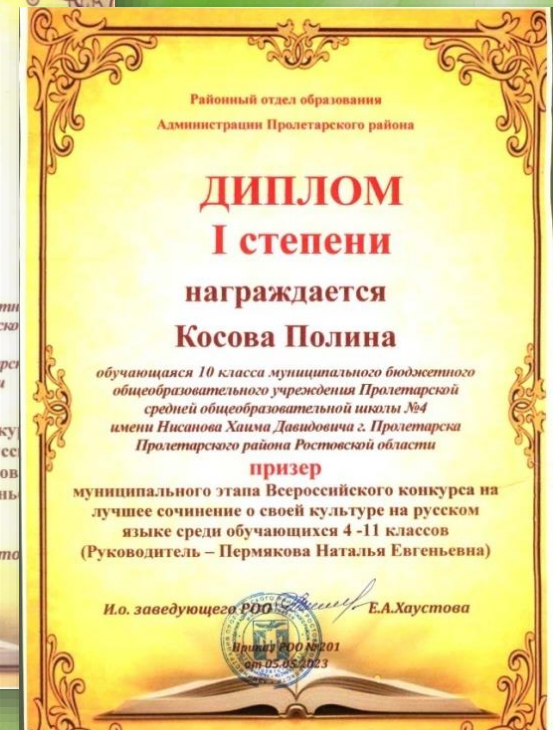 Районный отдел образования
Администрации Пролетарского района
ДИПЛОМ
I степени
награждается
Косова Полина
обучающаяся 10 класса муниципального бюджетного
общеобразовательного учреждения Пролетарской
средней общеобразовательной школы №4
имени Нисанова Хаима Давидовича г. Пролетарска
Пролетарского района Ростовской области
призер
муниципального этапа Всероссийского конкурса на
лучшее сочинение о своей культуре на русском
языке среди обучающихся 4 -11 классов
(Руководитель – Пермякова Наталья Евгеньевна)
И.о. заведующего РОО Е.А.Хаустова
Приказ РОО №201
от 05.05.2023